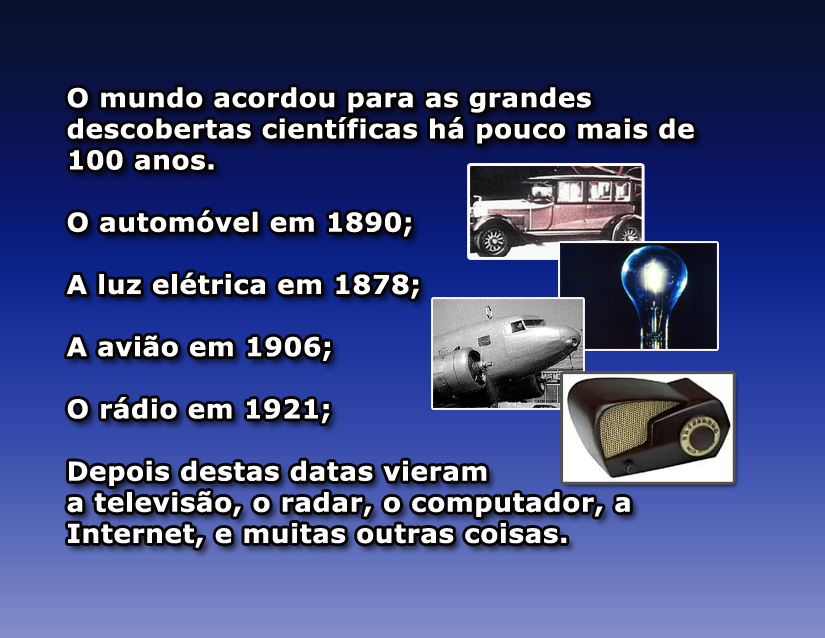 O mundo acordou para as grandes
descobertas científicas há pouco mais de
100 anos.
O automóvel em 1890;
A luz elétrica em 1878;
A avião em 1906;
O rádio em 1921;
Depois destas datas vieram
a televisão, o radar, o computador, a
Internet, e muitas outras coisas.